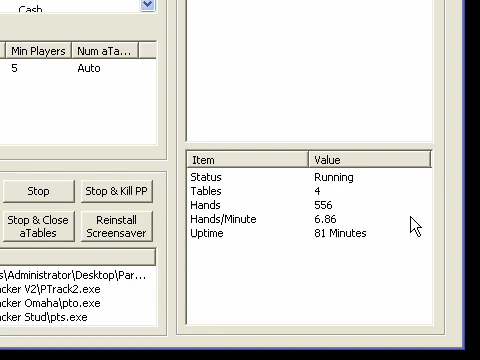 Cash
Min Players Num aTa...
5 Auto
Item Value
Status Running
Tables 4
Hands 556
Hands/Minute 6.86
Uptime 81 Minutes
Stop Stop & Kill PP
Stop & Close
aTables
Reinstall
Screensaver
s\Administrator\Desktop\Par...
acker V2\PTrack2.exe
acker Omaha\pto.exe
acker Stud\pts.exe